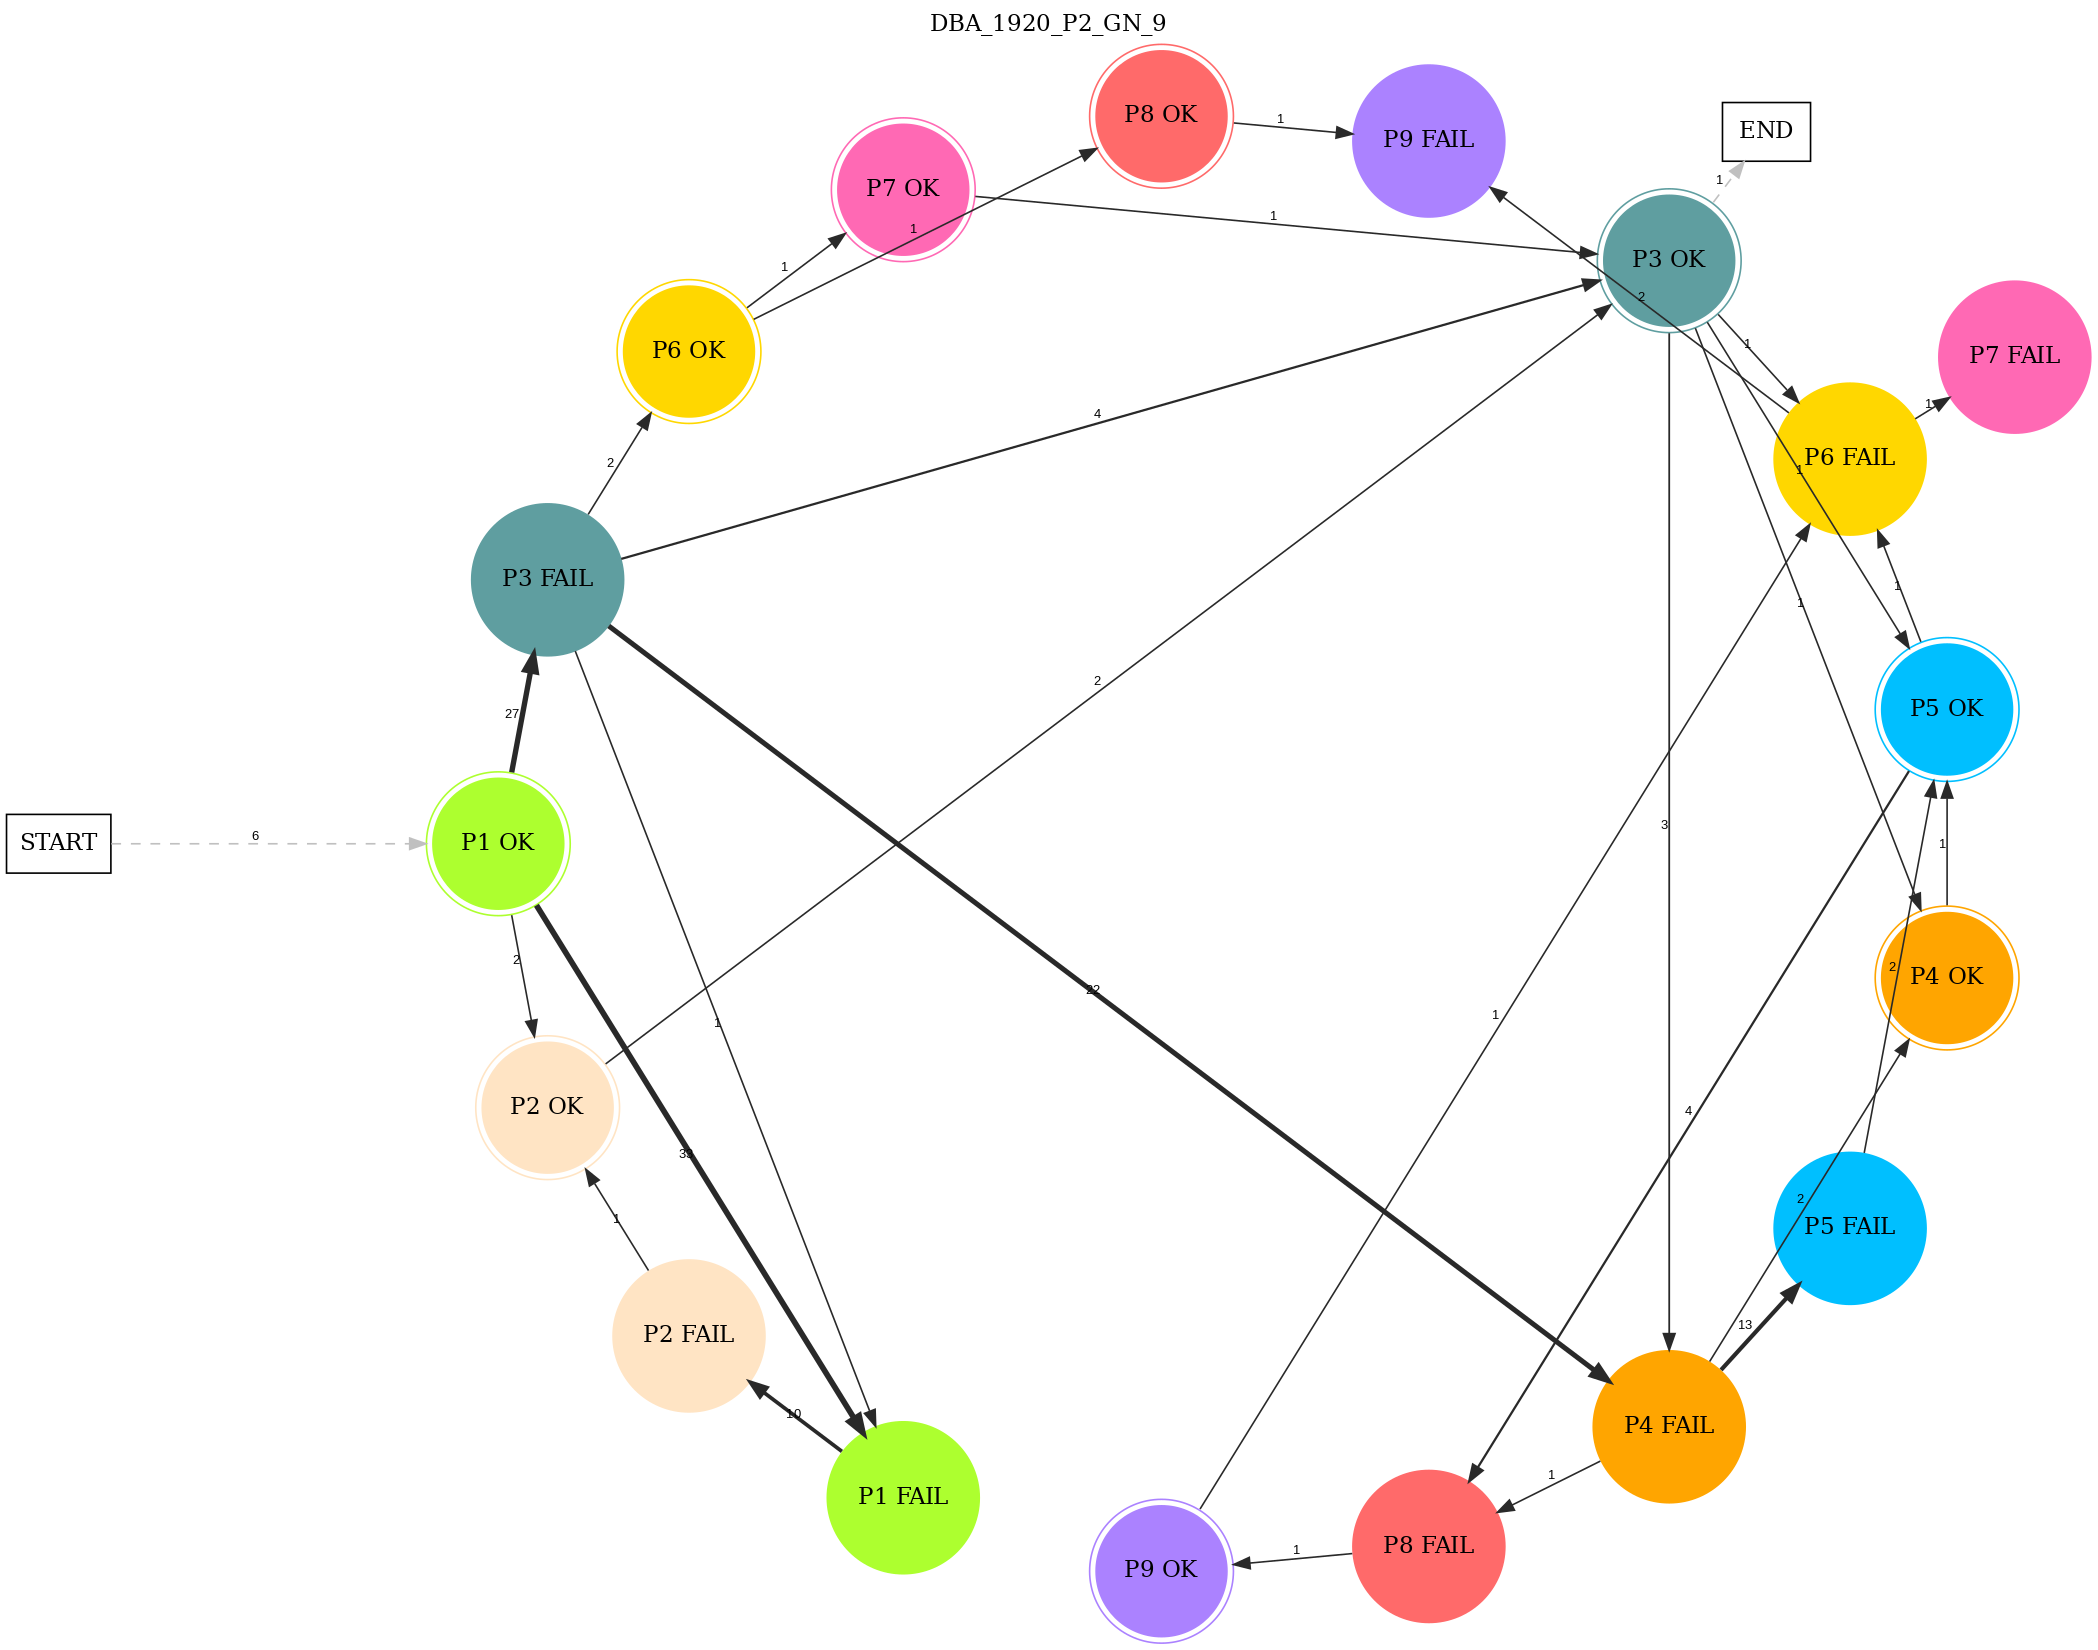 DBA_1920_P2_GN_9
P8 OK
1
P9 FAIL
END
1
P7 OK
1
1
P3 OK
1
2
P6 OK
1
P7 FAIL
1
4
P6 FAIL
2
1
P3 FAIL
1
1
2
P5 OK
27
3
START
6
P1 OK
1
2
2
P4 OK
22
1
1
P2 OK
4
33
2
1
P5 FAIL
13
P2 FAIL
10
P4 FAIL
1
P1 FAIL
P8 FAIL
1
P9 OK